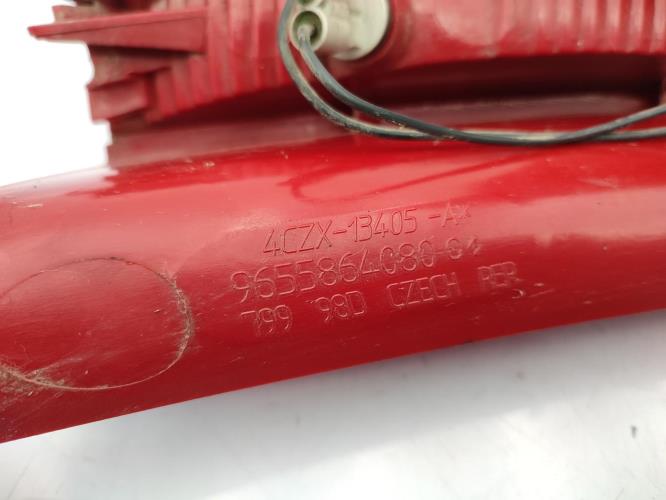 4CZX-13405-AX
9655864080-04
799 98D CZECH REP